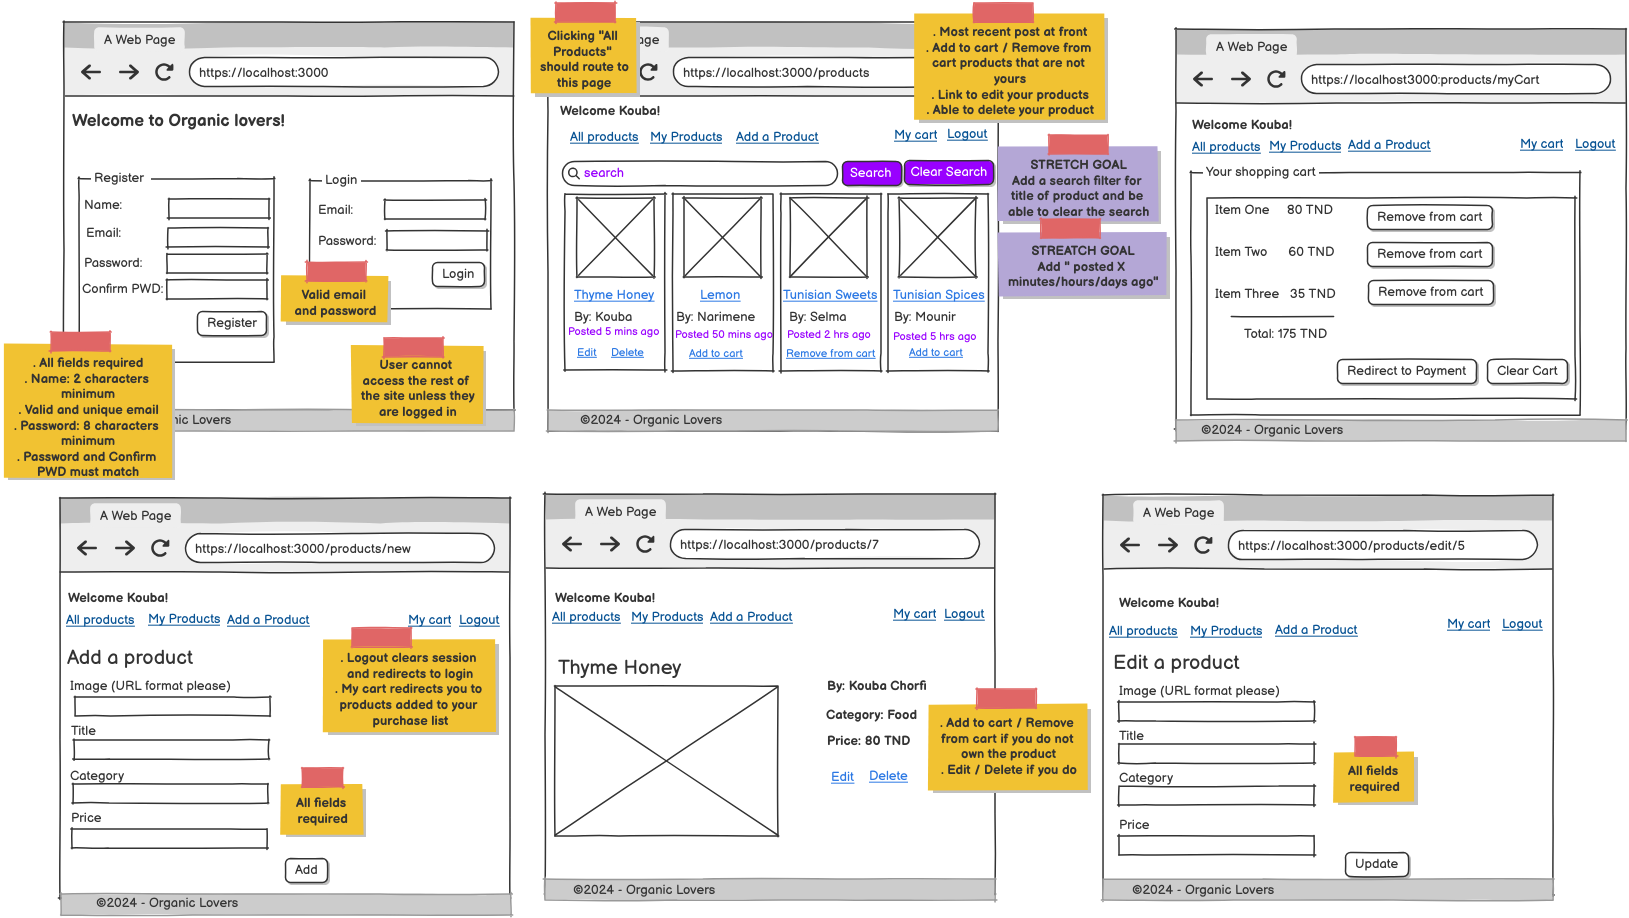 A Web Page
https://localhost:3000
Welcome to Organic lovers!
Register
Name:
Email:
Password:
Confirm PWD:
Register
Login
Email:
Password:
Login
Valid email
and password
. All fields required
. Name: 2 characters
minimum
. Valid and unique email
. Password: 8 characters
minimum
. Password and Confirm
PWD must match
User cannot
access the rest of
the site unless they
are logged in
nic Lovers
Clicking "All
Products"
should route to
this page
age
https://localhost:3000/products
. Most recent post at front
. Add to cart / Remove from
cart products that are not
yours
. Link to edit your products
. Able to delete your product
Welcome Kouba!
All products My Products Add a Product My cart Logout
search Search Clear Search
STRETCH GOAL
Add a search filter for
title of product and be
able to clear the search
STREATCH GOAL
Add " posted X
minutes/hours/days ago"
Thyme Honey
By: Kouba
Posted 5 mins ago
Edit Delete
Lemon
By: Narimene
Posted 50 mins ago
Add to cart
Tunisian Sweets
By: Selma
Posted 2 hrs ago
Remove from cart
Tunisian Spices
By: Mounir
Posted 5 hrs ago
Add to cart
©2024 - Organic Lovers
A Web Page
https://localhost3000:products/myCart
Welcome Kouba!
All products My Products Add a Product My cart Logout
Your shopping cart
Item One 80 TND Remove from cart
Item Two 60 TND Remove from cart
Item Three 35 TND Remove from cart
Total: 175 TND
Redirect to Payment Clear Cart
©2024 - Organic Lovers
A Web Page
https://localhost:3000/products/new
Welcome Kouba!
All products My Products Add a Product My cart Logout
. Logout clears session
and redirects to login
. My cart redirects you to
products added to your
purchase list
Add a product
Image (URL format please)
Title
Category
Price
All fields
required
Add
©2024 - Organic Lovers
A Web Page
https://localhost:3000/products/7
Welcome Kouba!
All products My Products Add a Product My cart Logout
Thyme Honey
By: Kouba Chorfi
Category: Food
Price: 80 TND
Edit Delete
. Add to cart / Remove
from cart if you do not
own the product
. Edit / Delete if you do
©2024 - Organic Lovers
A Web Page
https://localhost:3000/products/edit/5
Welcome Kouba!
All products My Products Add a Product My cart Logout
Edit a product
Image (URL format please)
Title
Category
Price
All fields
required
Update
©2024 - Organic Lovers